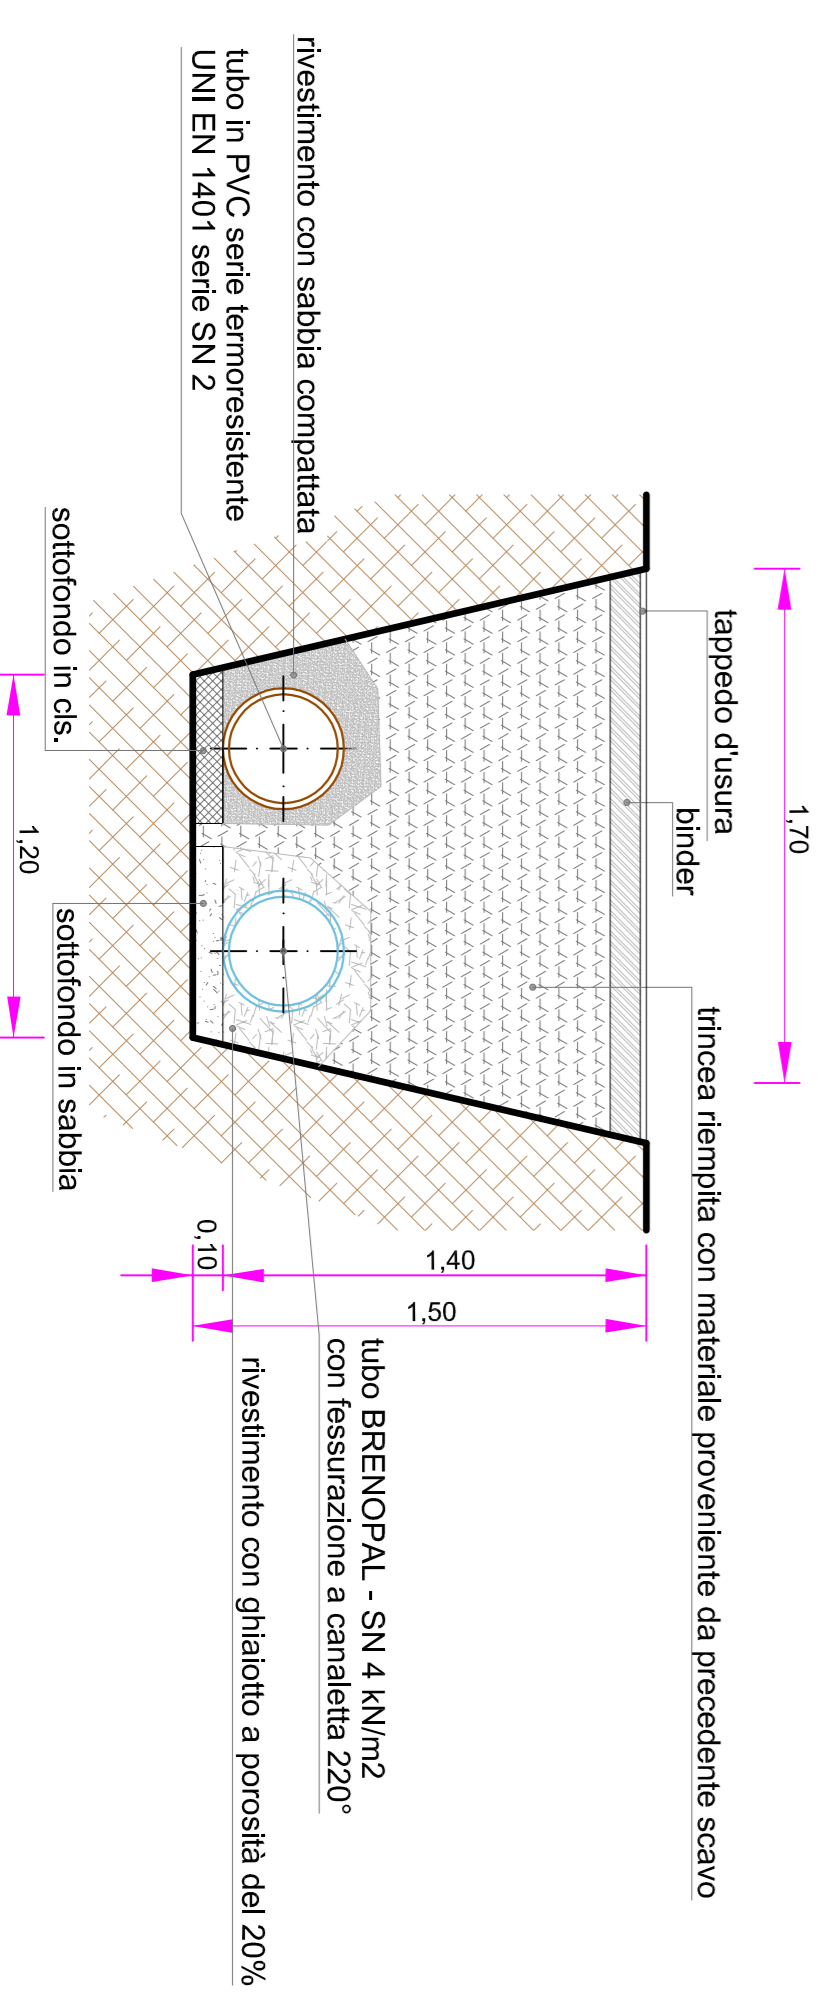 1,70
tappedo d'usura
binder
trincea riempita con materiale proveniente da precedente scavo
rivestimento con sabbia compattata
tubo in PVC serie termoresistente
UNI EN 1401 serie SN 2
1,40
1,50
0,10
tubo BRENOPAL - SN 4 kN/m2
con fessurazione a canaletta 220°
rivestimento con ghiaiotto a porosità del 20%
sottofondo in cls.
sottofondo in sabbia
1,20